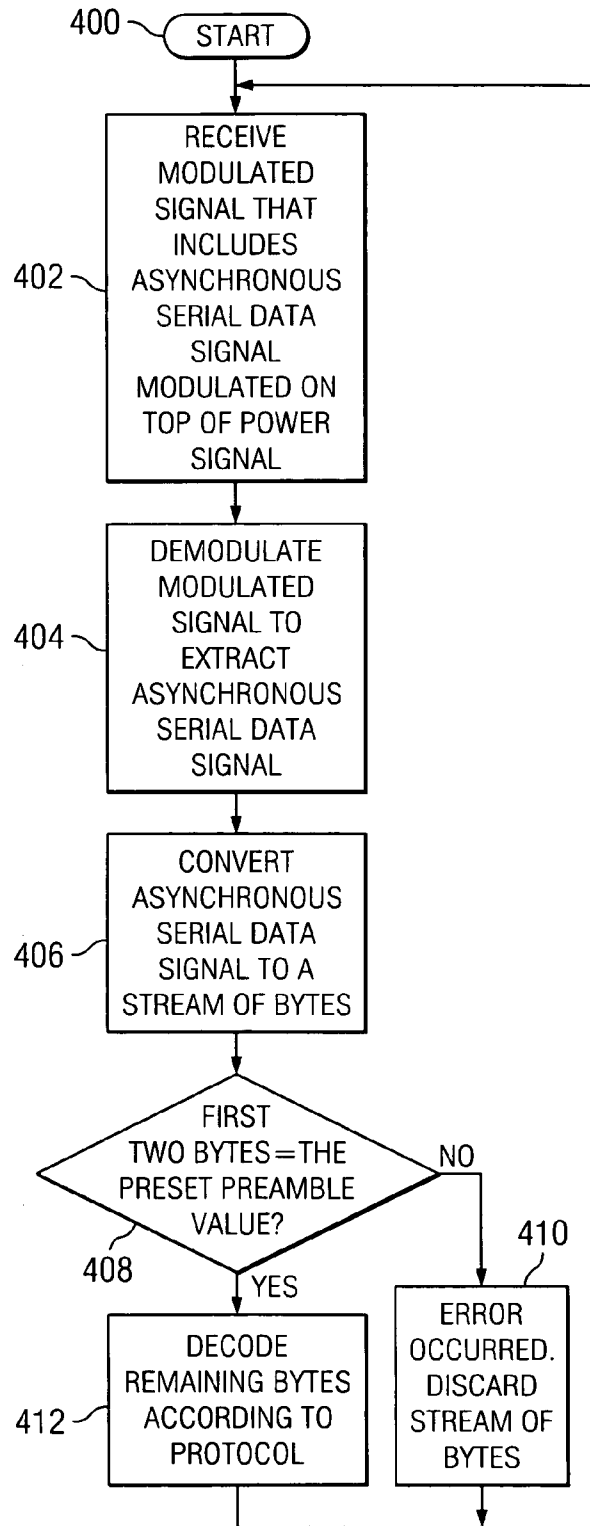 400
START
RECEIVE
MODULATED
SIGNAL THAT
INCLUDES
ASYNCHRONOUS
SERIAL DATA
SIGNAL
MODULATED ON
TOP OF POWER
SIGNAL
402
DEMODULATE
MODULATED
SIGNAL TO
EXTRACT
ASYNCHRONOUS
SERIAL DATA
SIGNAL
404
CONVERT
ASYNCHRONOUS
SERIAL DATA
SIGNAL TO A
STREAM OF BYTES
406
FIRST
TWO BYTES=THE
PRESET PREAMBLE
VALUE?
408
NO
YES
410
ERROR
OCCURRED.
DISCARD
STREAM OF
BYTES
DECODE
REMAINING BYTES
ACCORDING TO
PROTOCOL
412